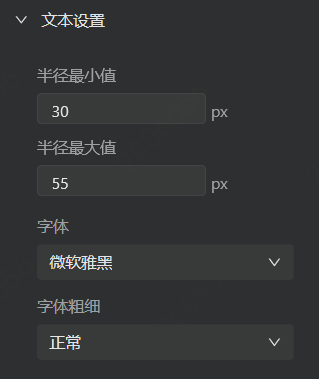 文本设置
半径最小值
30 px
半径最大值
55 px
字体
微软雅黑
字体粗细
正常